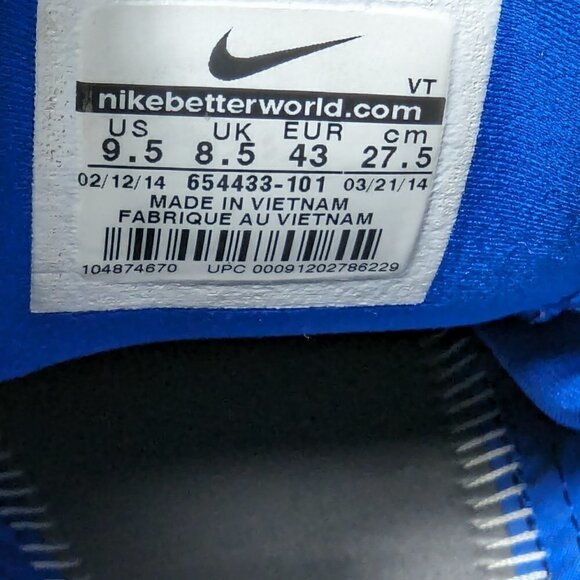 VT
nikebetterworld.com
US UK EUR cm
9.5 8.5 43 27.5
02/12/14 654433-101 03/21/14
MADE IN VIETNAM
FABRIQUE AU VIETNAM
104874670 UPC 00091202786229